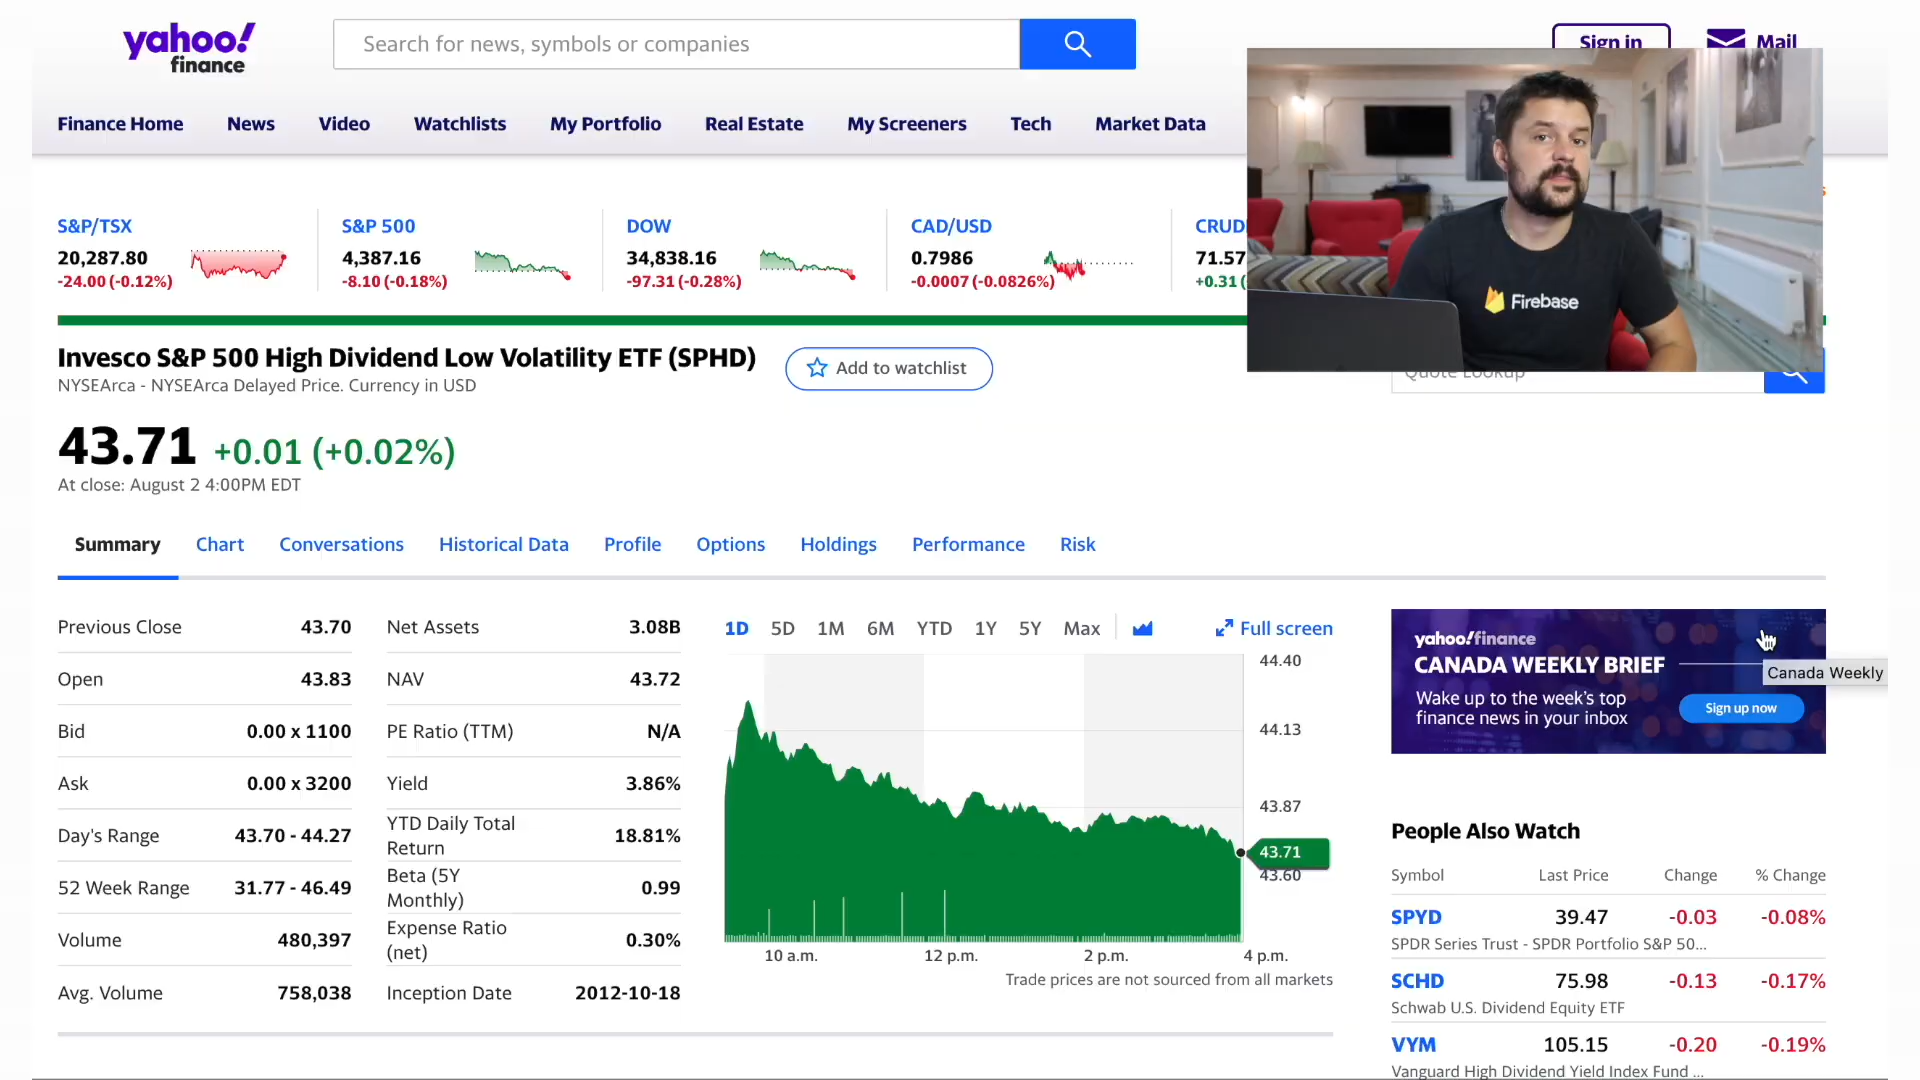 yahoo!
finance
Search for news, symbols or companies
Sign in
Mail
Finance Home
News
Video
Watchlists
My Portfolio
Real Estate
My Screeners
Tech
Market Data
S&P/TSX
20,287.80
-24.00 (-0.12%)
S&P 500
4,387.16
-8.10 (-0.18%)
DOW
34,838.16
-97.31 (-0.28%)
CAD/USD
0.7986
-0.0007 (-0.0826%)
CRUD
71.57
+0.31 (
Firebase
Invesco S&P 500 High Dividend Low Volatility ETF (SPHD)
NYSEArca - NYSEArca Delayed Price. Currency in USD
Add to watchlist
Quote Lookup
43.71 +0.01 (+0.02%)
At close: August 2 4:00PM EDT
Summary
Chart
Conversations
Historical Data
Profile
Options
Holdings
Performance
Risk
Previous Close 43.70
Open 43.83
Bid 0.00 x 1100
Ask 0.00 x 3200
Day's Range 43.70 - 44.27
52 Week Range 31.77 - 46.49
Volume 480,397
Avg. Volume 758,038
Net Assets 3.08B
NAV 43.72
PE Ratio (TTM) N/A
Yield 3.86%
YTD Daily Total
Return 18.81%
Beta (5Y
Monthly) 0.99
Expense Ratio
(net) 0.30%
Inception Date 2012-10-18
1D 5D 1M 6M YTD 1Y 5Y Max
Full screen
44.40
44.13
43.87
43.71
43.60
10 a.m.
12 p.m.
2 p.m.
4 p.m.
Trade prices are not sourced from all markets
yahoo!finance
CANADA WEEKLY BRIEF
Wake up to the week's top
finance news in your inbox
Sign up now
Canada Weekly
People Also Watch
Symbol Last Price Change % Change
SPYD 39.47 -0.03 -0.08%
SPDR Series Trust - SPDR Portfolio S&P 50...
SCHD 75.98 -0.13 -0.17%
Schwab U.S. Dividend Equity ETF
VYM 105.15 -0.20 -0.19%
Vanguard High Dividend Yield Index Fund ...